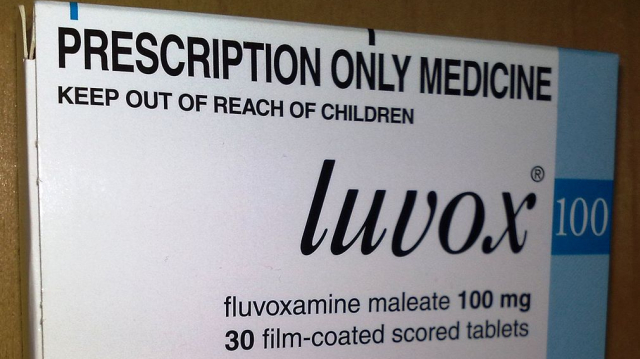 PRESCRIPTION ONLY MEDICINE
KEEP OUT OF REACH OF CHILDREN
luvox®
100
fluvoxamine maleate 100 mg
30 film-coated scored tablets